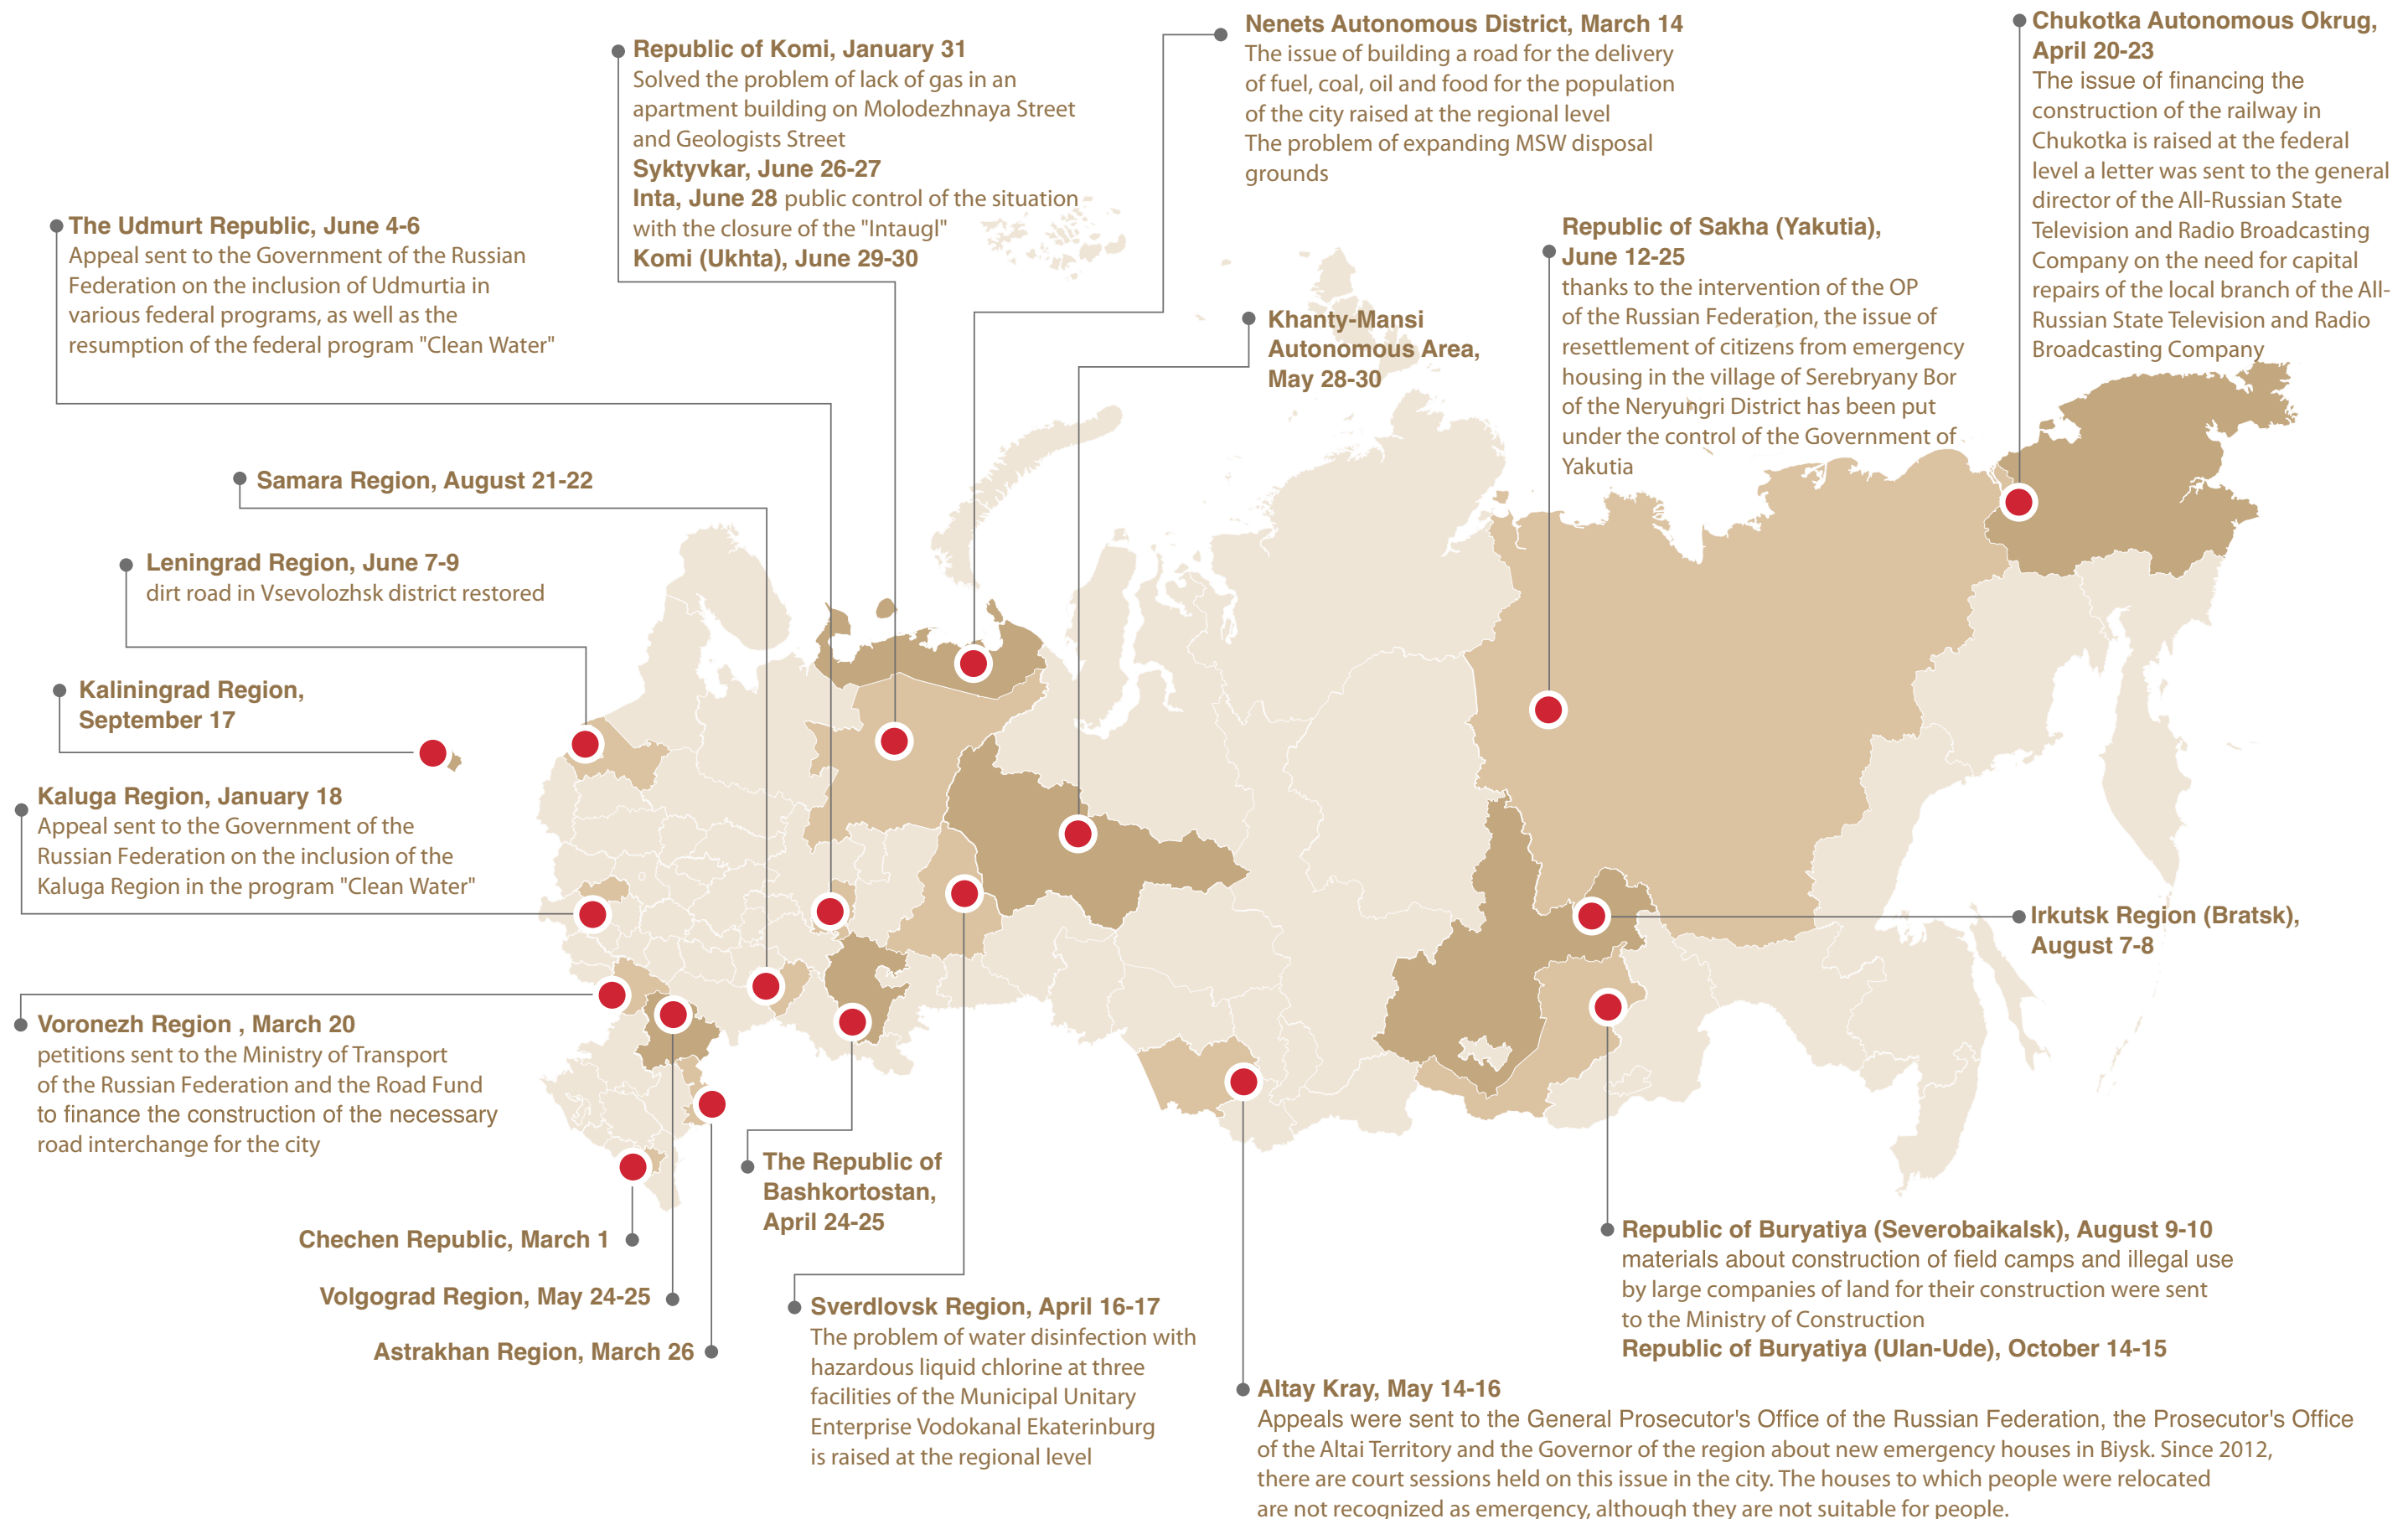 Republic of Komi, January 31
Solved the problem of lack of gas in an
apartment building on Molodezhnaya Street
and Geologists Street
Syktyvkar, June 26-27
Inta, June 28 public control of the situation
with the closure of the "Intaugl"
Komi (Ukhta), June 29-30
Nenets Autonomous District, March 14
The issue of building a road for the delivery
of fuel, coal, oil and food for the population
of the city raised at the regional level
The problem of expanding MSW disposal
grounds
Chukotka Autonomous Okrug,
April 20-23
The issue of financing the
construction of the railway in
Chukotka is raised at the federal
level a letter was sent to the general
director of the All-Russian State
Television and Radio Broadcasting
Company on the need for capital
repairs of the local branch of the All-
Russian State Television and Radio
Broadcasting Company
The Udmurt Republic, June 4-6
Appeal sent to the Government of the Russian
Federation on the inclusion of Udmurtia in
various federal programs, as well as the
resumption of the federal program "Clean Water"
Khanty-Mansi
Autonomous Area,
May 28-30
Republic of Sakha (Yakutia),
June 12-25
thanks to the intervention of the OP
of the Russian Federation, the issue of
resettlement of citizens from emergency
housing in the village of Serebryany Bor
of the Neryungri District has been put
under the control of the Government of
Yakutia
Samara Region, August 21-22
Leningrad Region, June 7-9
dirt road in Vsevolozhsk district restored
Kaliningrad Region,
September 17
Kaluga Region, January 18
Appeal sent to the Government of the
Russian Federation on the inclusion of the
Kaluga Region in the program "Clean Water"
Irkutsk Region (Bratsk),
August 7-8
Voronezh Region , March 20
petitions sent to the Ministry of Transport
of the Russian Federation and the Road Fund
to finance the construction of the necessary
road interchange for the city
The Republic of
Bashkortostan,
April 24-25
Chechen Republic, March 1
Volgograd Region, May 24-25
Astrakhan Region, March 26
Sverdlovsk Region, April 16-17
The problem of water disinfection with
hazardous liquid chlorine at three
facilities of the Municipal Unitary
Enterprise Vodokanal Ekaterinburg
is raised at the regional level
Republic of Buryatiya (Severobaikalsk), August 9-10
materials about construction of field camps and illegal use
by large companies of land for their construction were sent
to the Ministry of Construction
Republic of Buryatiya (Ulan-Ude), October 14-15
Altay Kray, May 14-16
Appeals were sent to the General Prosecutor's Office of the Russian Federation, the Prosecutor's Office
of the Altai Territory and the Governor of the region about new emergency houses in Biysk. Since 2012,
there are court sessions held on this issue in the city. The houses to which people were relocated
are not recognized as emergency, although they are not suitable for people.